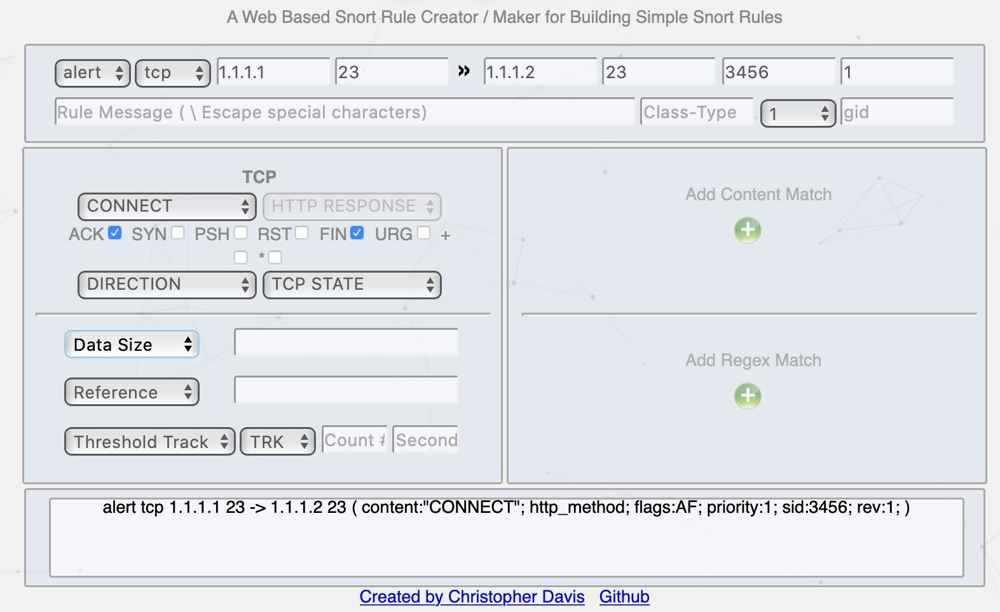 A Web Based Snort Rule Creator / Maker for Building Simple Snort Rules
alert tcp 1.1.1.1 23 » 1.1.1.2 23 3456 1
Rule Message ( \ Escape special characters) Class-Type 1 gid
TCP
CONNECT HTTP RESPONSE
ACK SYN PSH RST FIN URG +
*
DIRECTION TCP STATE
Data Size
Reference
Threshold Track TRK Count # Second
Add Content Match
Add Regex Match
alert tcp 1.1.1.1 23 -> 1.1.1.2 23 ( content:"CONNECT"; http_method; flags:AF; priority:1; sid:3456; rev:1; )
Created by Christopher Davis Github